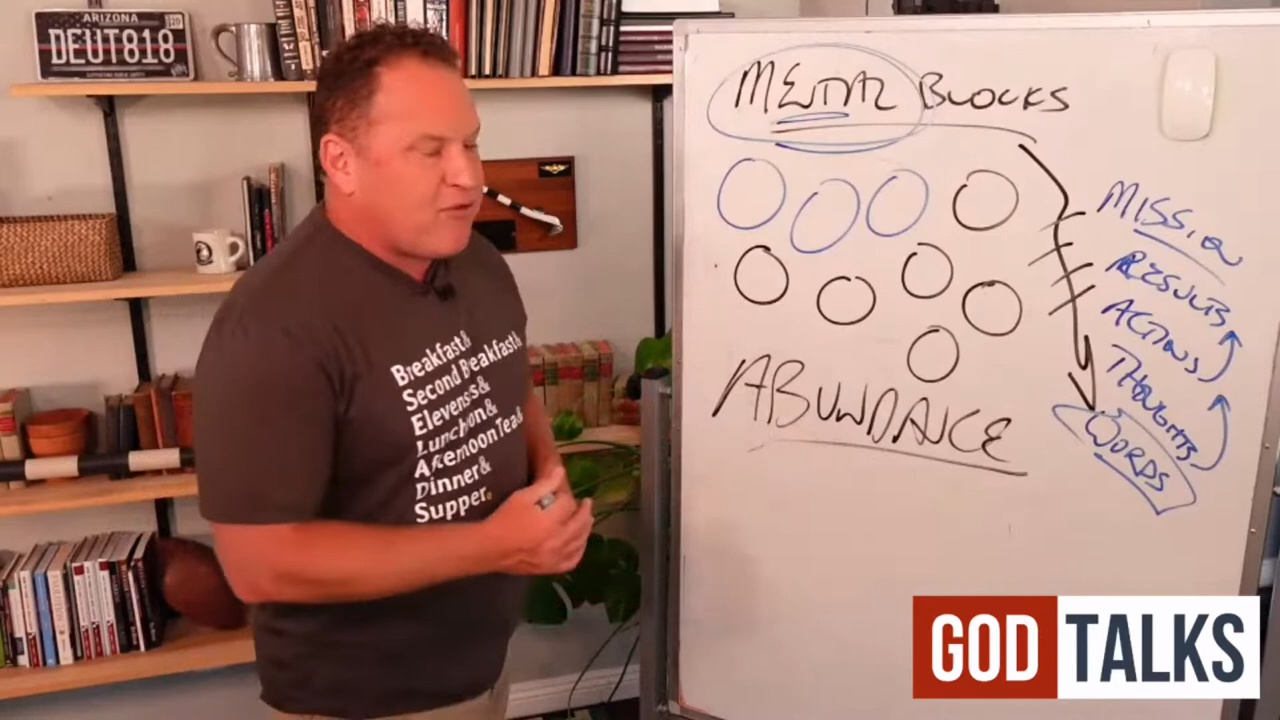 ARIZONA
DEUT818
Breakfast&
Second Breakfast&
Elevenses&
Luncheon&
Afternoon Tea&
Dinner&
Supper.
MENTAL BLOCKS
MISSION
RESULTS
ACTIONS
THOUGHTS
WORDS
ABUNDANCE
GOD TALKS